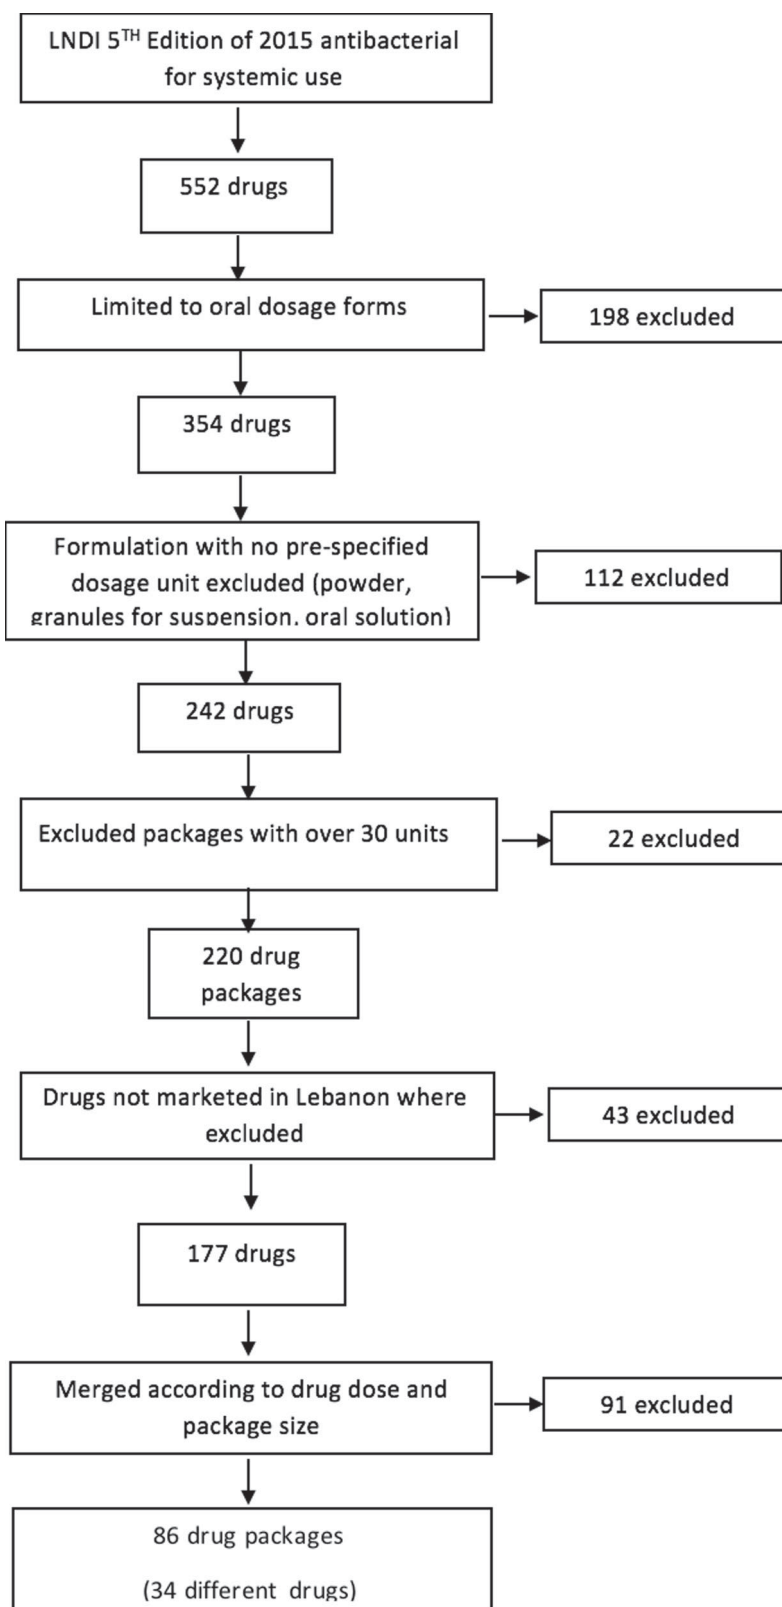 LNDI 5TH Edition of 2015 antibacterial
for systemic use
552 drugs
Limited to oral dosage forms
198 excluded
354 drugs
Formulation with no pre-specified
dosage unit excluded (powder,
granules for suspension, oral solution)
112 excluded
242 drugs
Excluded packages with over 30 units
22 excluded
220 drug
packages
Drugs not marketed in Lebanon where
excluded
43 excluded
177 drugs
Merged according to drug dose and
package size
91 excluded
86 drug packages
(34 different drugs)